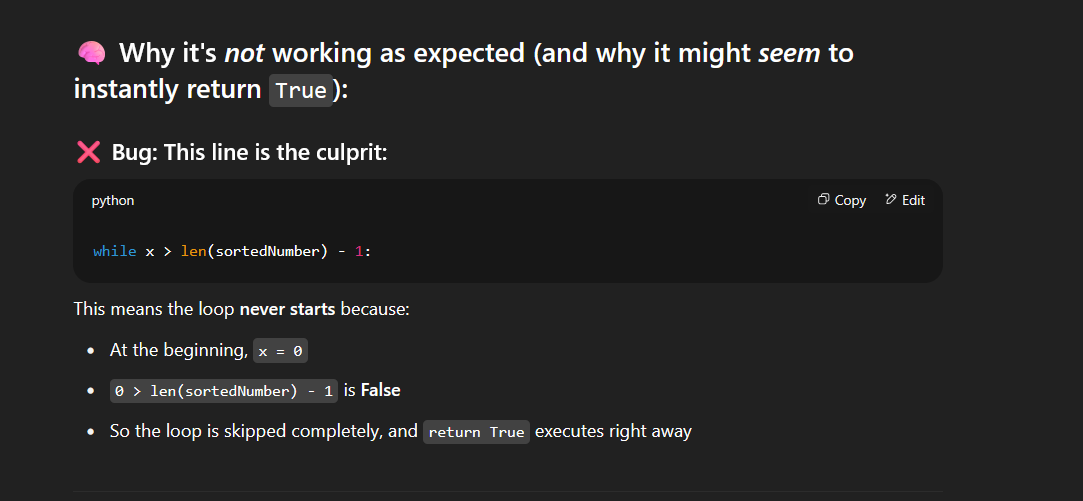 🧠 Why it's not working as expected (and why it might seem to
instantly return True):
❌ Bug: This line is the culprit:
python Copy Edit
while x > len(sortedNumber) - 1:
This means the loop never starts because:
• At the beginning, x = 0
• 0 > len(sortedNumber) - 1 is False
• So the loop is skipped completely, and return True executes right away